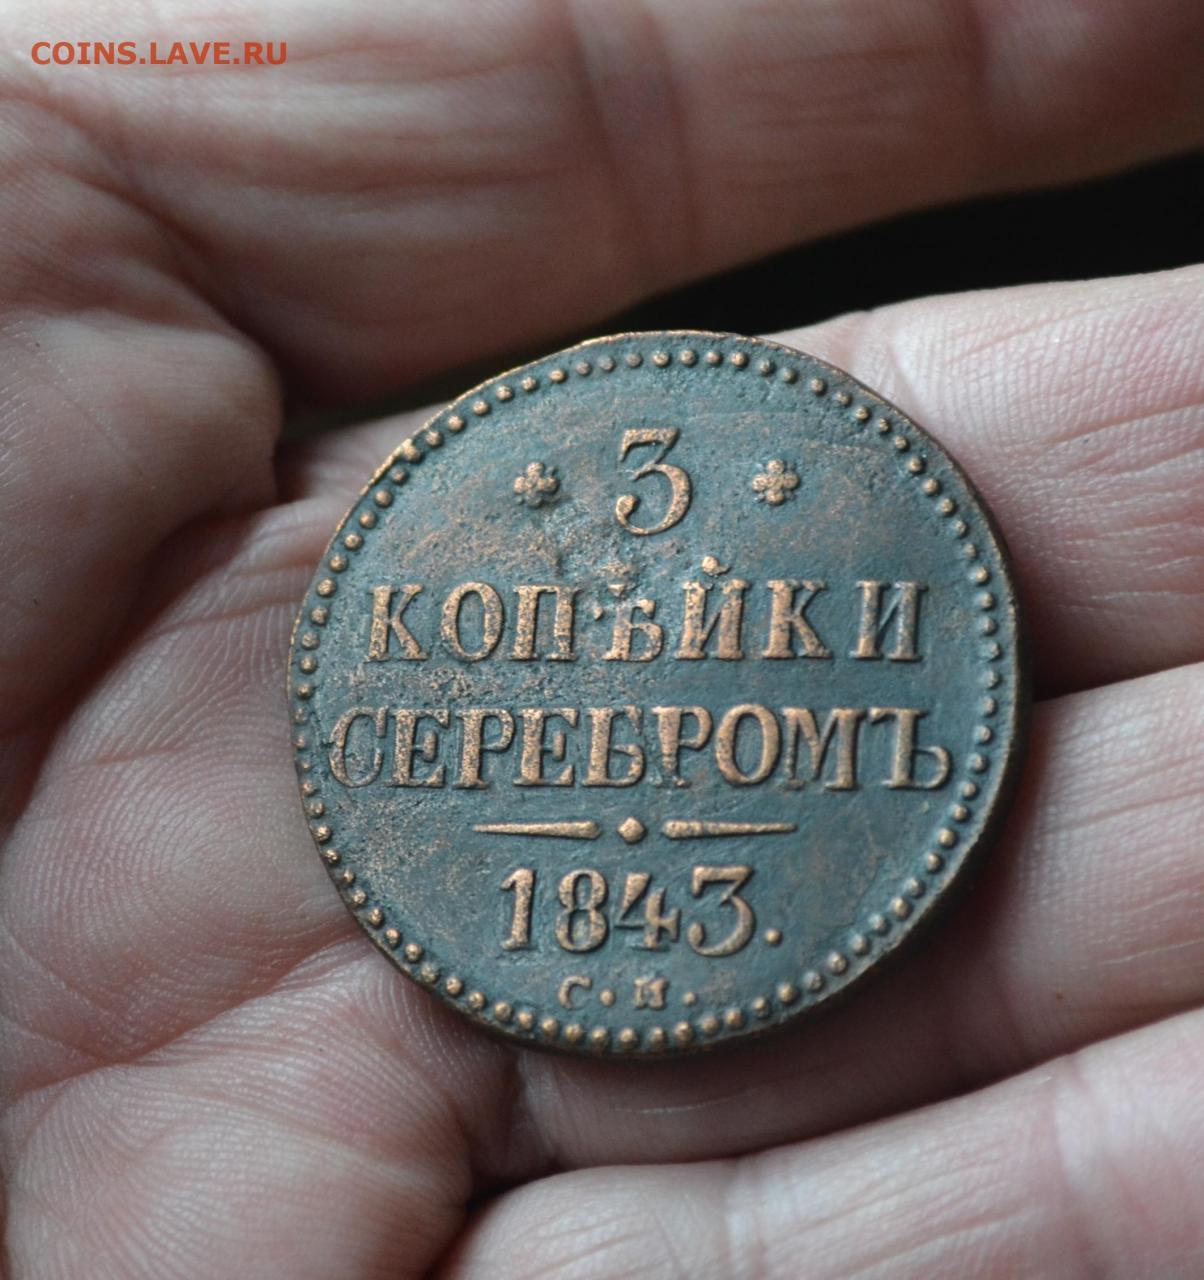 COINS.LAVE.RU
3
КОПѢЙКИ
СЕРЕБРОМЪ
1843.
С.М.